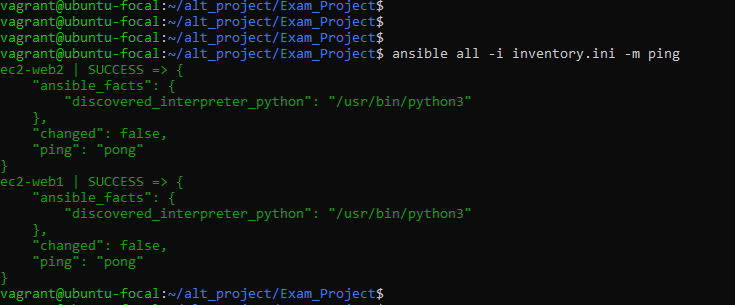 vagrant@ubuntu-focal:~/alt_project/Exam_Project$
vagrant@ubuntu-focal:~/alt_project/Exam_Project$
vagrant@ubuntu-focal:~/alt_project/Exam_Project$
vagrant@ubuntu-focal:~/alt_project/Exam_Project$ ansible all -i inventory.ini -m ping
ec2-web2 | SUCCESS => {
    "ansible_facts": {
        "discovered_interpreter_python": "/usr/bin/python3"
    },
    "changed": false,
    "ping": "pong"
}
ec2-web1 | SUCCESS => {
    "ansible_facts": {
        "discovered_interpreter_python": "/usr/bin/python3"
    },
    "changed": false,
    "ping": "pong"
}
vagrant@ubuntu-focal:~/alt_project/Exam_Project$